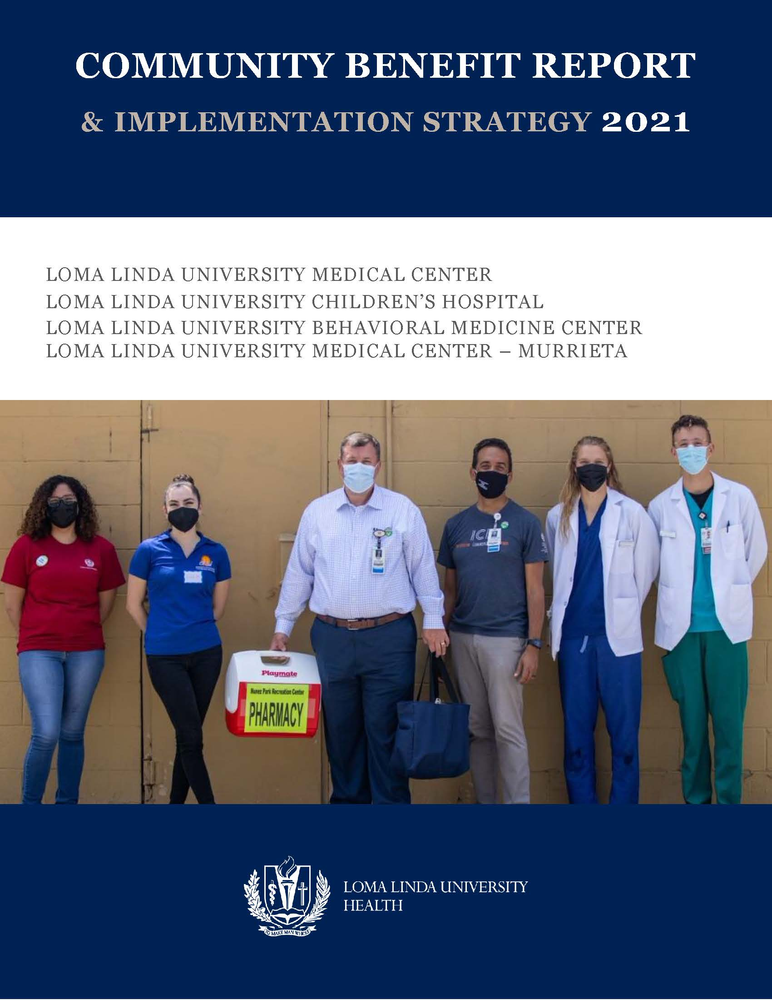 COMMUNITY BENEFIT REPORT
& IMPLEMENTATION STRATEGY 2021
LOMA LINDA UNIVERSITY MEDICAL CENTER
LOMA LINDA UNIVERSITY CHILDREN’S HOSPITAL
LOMA LINDA UNIVERSITY BEHAVIORAL MEDICINE CENTER
LOMA LINDA UNIVERSITY MEDICAL CENTER – MURRIETA
Playmate
Nunez Park Recreation Center
PHARMACY
LOMA LINDA UNIVERSITY
HEALTH
TO MAKE MAN WHOLE